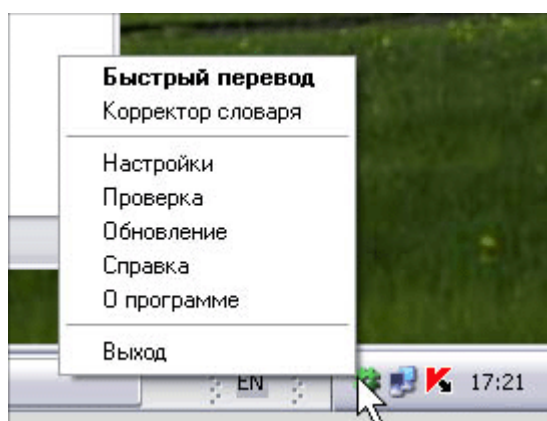 Быстрый перевод
Корректор словаря
Настройки
Проверка
Обновление
Справка
О программе
Выход
EN
17:21